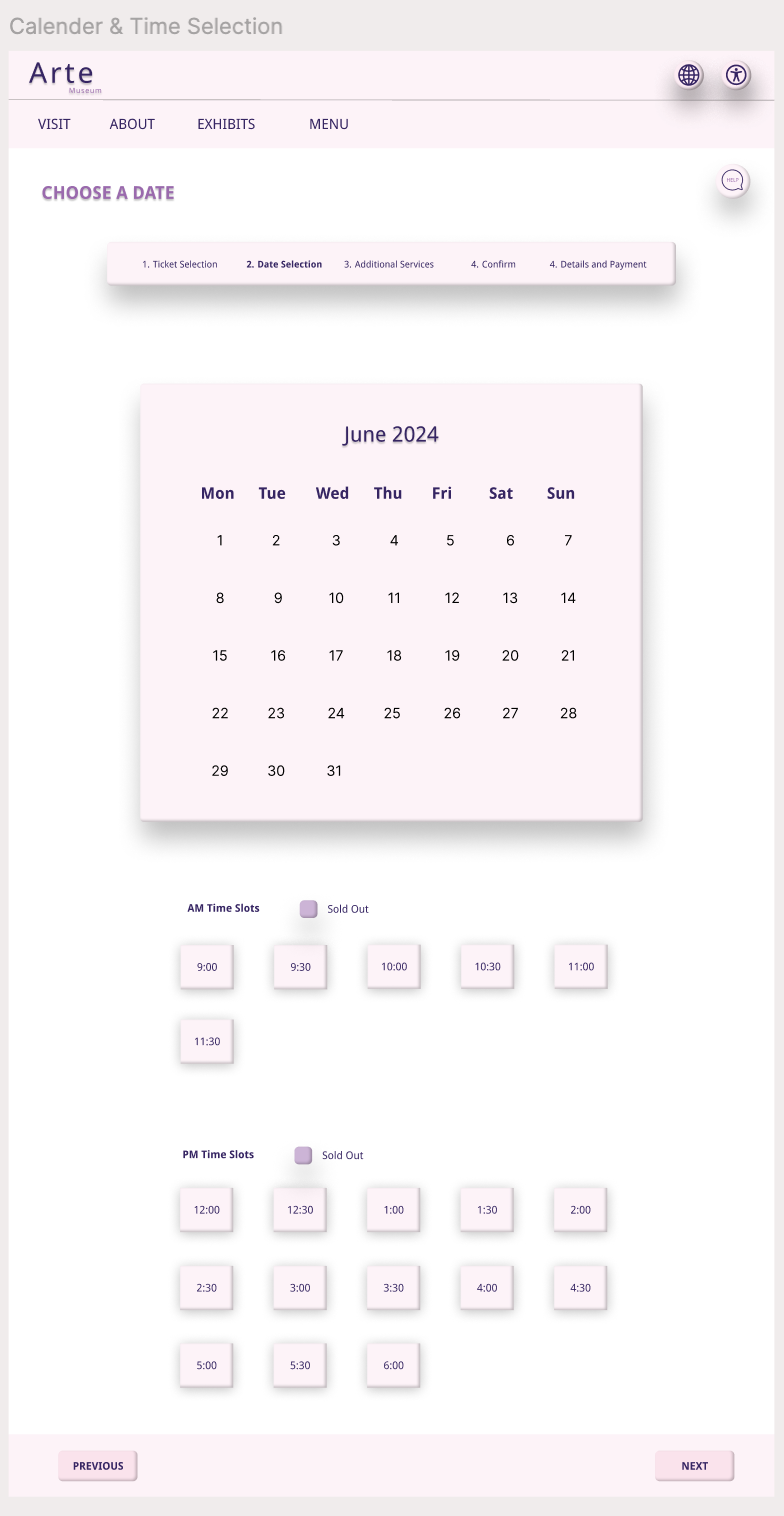 Calender & Time Selection
Arte
Museum
VISIT ABOUT EXHIBITS MENU
HELP
CHOOSE A DATE
1. Ticket Selection 2. Date Selection 3. Additional Services 4. Confirm 4. Details and Payment
June 2024
Mon Tue Wed Thu Fri Sat Sun
1 2 3 4 5 6 7
8 9 10 11 12 13 14
15 16 17 18 19 20 21
22 23 24 25 26 27 28
29 30 31
AM Time Slots Sold Out
9:00 9:30 10:00 10:30 11:00
11:30
PM Time Slots Sold Out
12:00 12:30 1:00 1:30 2:00
2:30 3:00 3:30 4:00 4:30
5:00 5:30 6:00
PREVIOUS NEXT